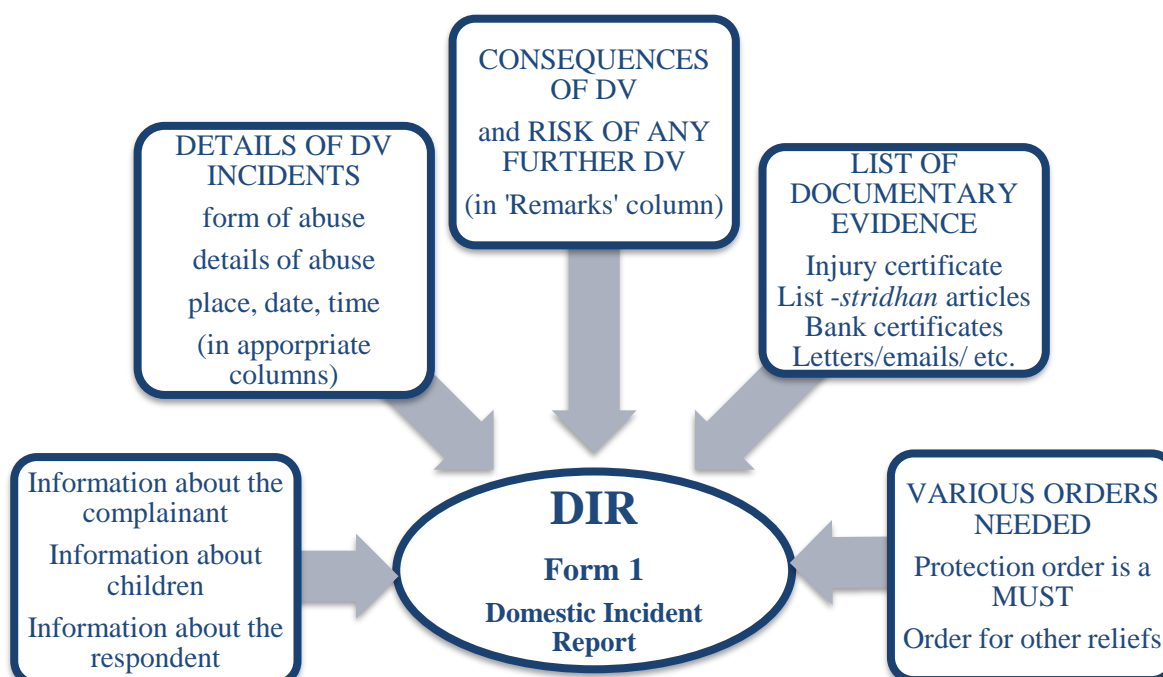 CONSEQUENCES
OF DV
and RISK OF ANY
FURTHER DV
(in 'Remarks' column)
DETAILS OF DV
INCIDENTS
form of abuse
details of abuse
place, date, time
(in apporpriate
columns)
LIST OF
DOCUMENTARY
EVIDENCE
Injury certificate
List -stridhan articles
Bank certificates
Letters/emails/ etc.
Information about the
complainant
Information about
children
Information about the
respondent
DIR
Form 1
Domestic Incident
Report
VARIOUS ORDERS
NEEDED
Protection order is a
MUST
Order for other reliefs